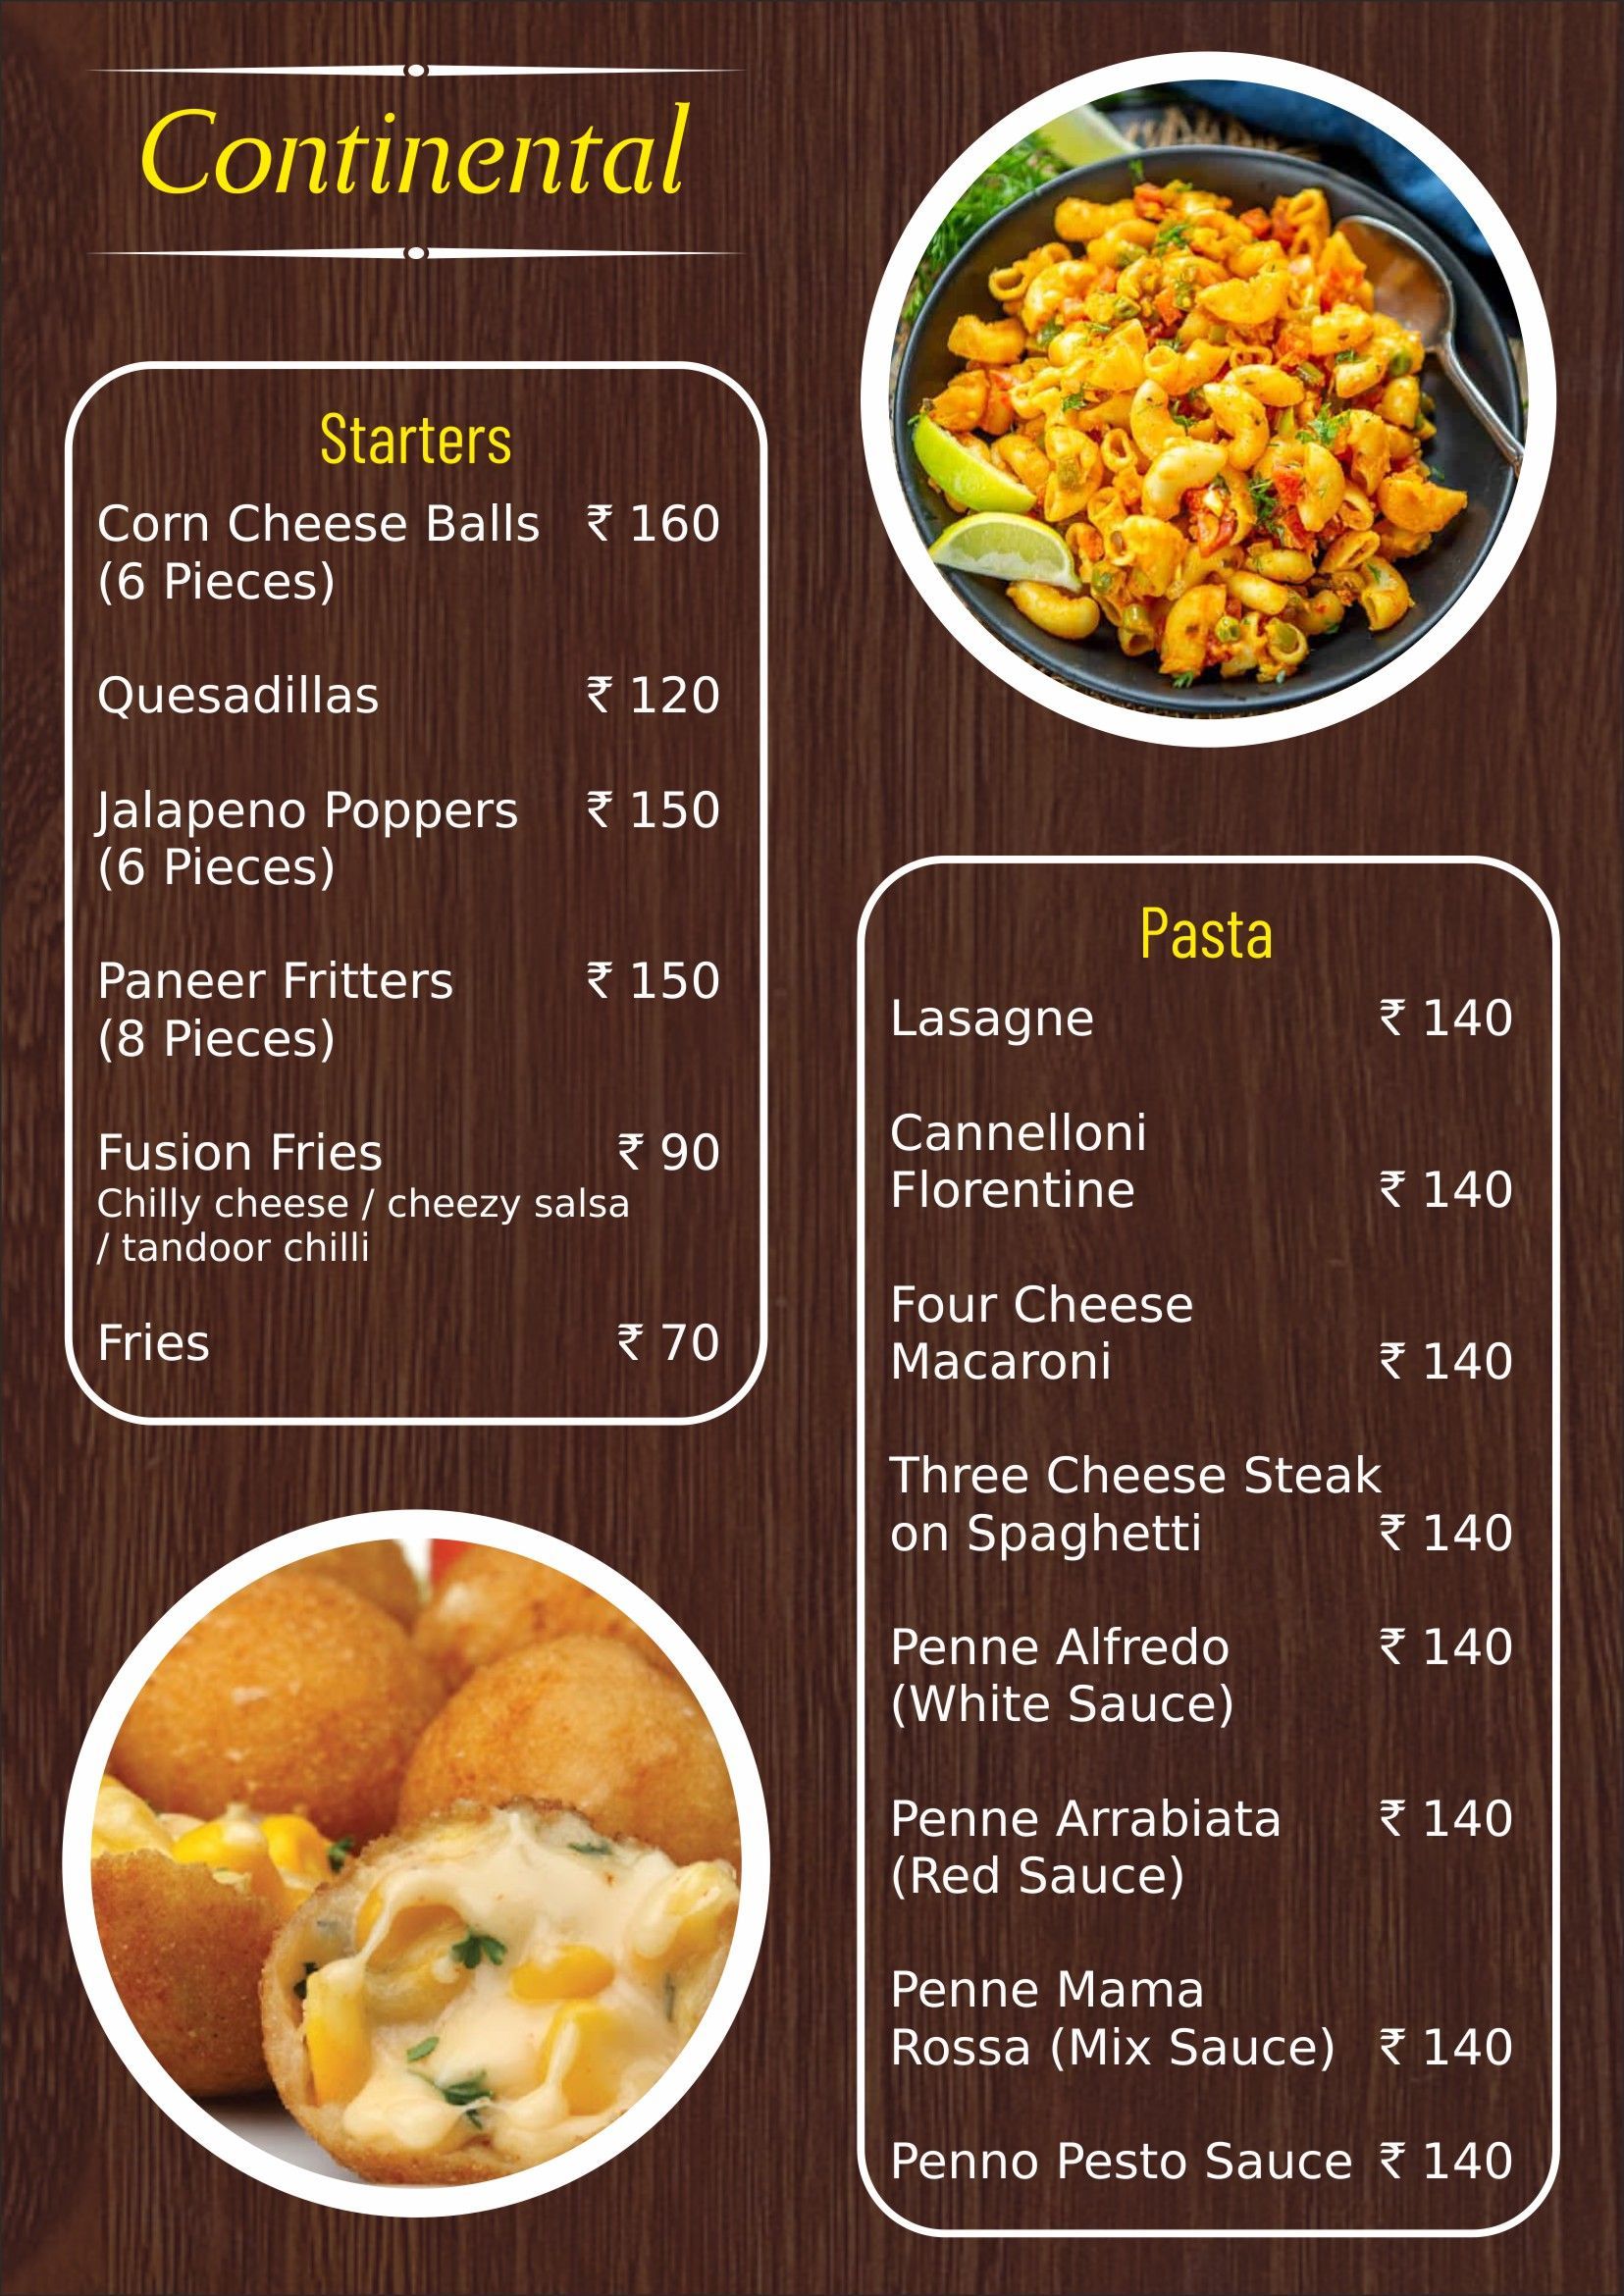 Continental
Starters
Corn Cheese Balls ₹ 160
(6 Pieces)
Quesadillas ₹ 120
Jalapeno Poppers ₹ 150
(6 Pieces)
Paneer Fritters ₹ 150
(8 Pieces)
Fusion Fries ₹ 90
Chilly cheese / cheezy salsa
/ tandoor chilli
Fries ₹ 70
Pasta
Lasagne ₹ 140
Cannelloni
Florentine ₹ 140
Four Cheese
Macaroni ₹ 140
Three Cheese Steak
on Spaghetti ₹ 140
Penne Alfredo ₹ 140
(White Sauce)
Penne Arrabiata ₹ 140
(Red Sauce)
Penne Mama
Rossa (Mix Sauce) ₹ 140
Penno Pesto Sauce ₹ 140